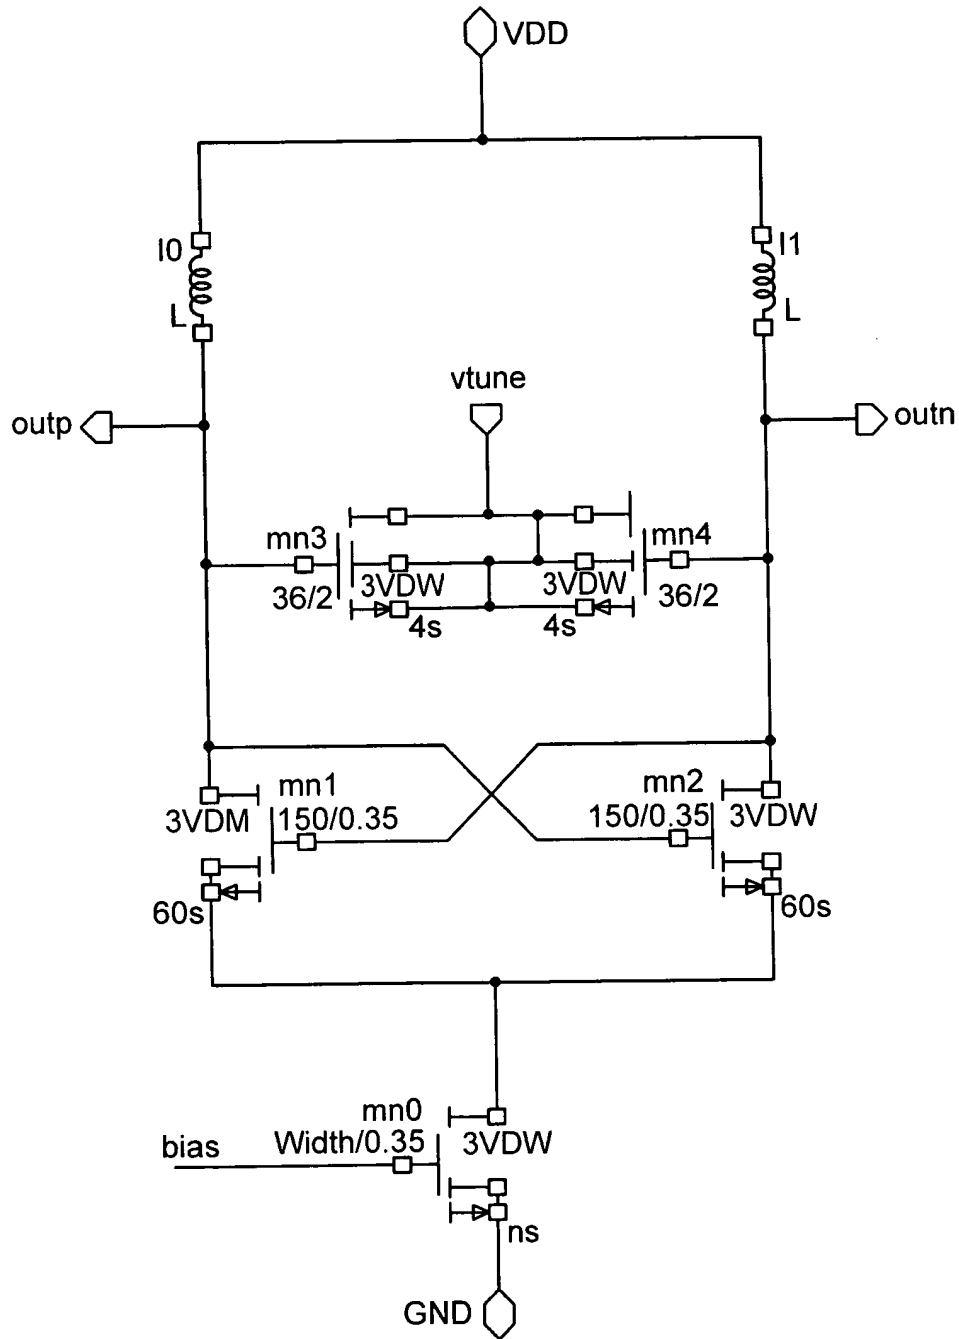 VDD
I0
I1
L
L
vtune
outp
outn
mn3
mn4
3VDW
3VDW
36/2
36/2
4s
4s
mn1
mn2
3VDM
150/0.35
150/0.35
3VDW
60s
60s
mn0
bias
Width/0.35
3VDW
ns
GND